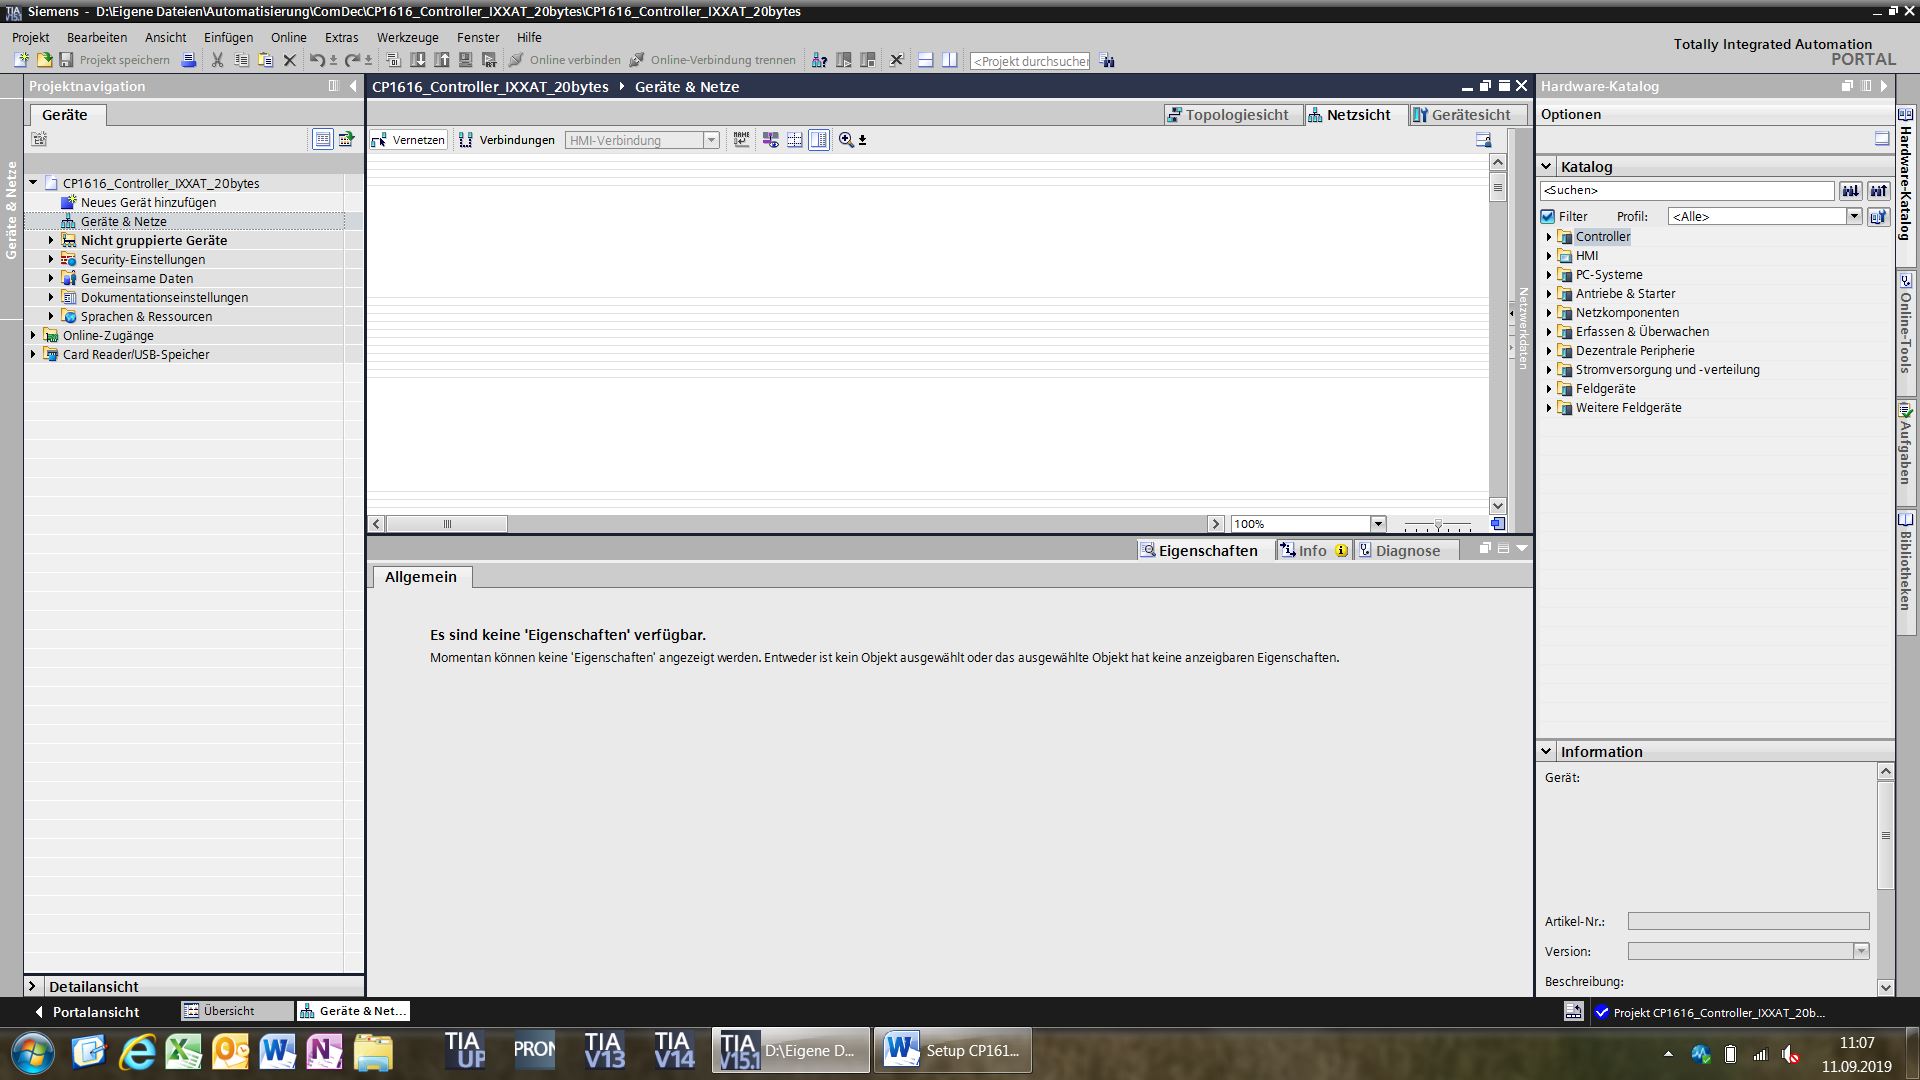 Siemens - D:\Eigene Dateien\Automatisierung\ComDec\CP1616_Controller_IXXAT_20bytes\CP1616_Controller_IXXAT_20bytes
Projekt Bearbeiten Ansicht Einfügen Online Extras Werkzeuge Fenster Hilfe
Totally Integrated Automation
PORTAL
Projekt speichern Online verbinden Online-Verbindung trennen <Projekt durchsuchen
Projektnavigation
CP1616_Controller_IXXAT_20bytes Geräte & Netze
Hardware-Katalog
Geräte
Topologiesicht Netzsicht Gerätesicht
Optionen
Vernetzen Verbindungen HMI-Verbindung
Geräte & Netze
CP1616_Controller_IXXAT_20bytes
Neues Gerät hinzufügen
Geräte & Netze
Nicht gruppierte Geräte
Security-Einstellungen
Gemeinsame Daten
Dokumentationseinstellungen
Sprachen & Ressourcen
Online-Zugänge
Card Reader/USB-Speicher
Netzwerkdaten
100%
Eigenschaften Info Diagnose
Allgemein
Es sind keine 'Eigenschaften' verfügbar.
Momentan können keine 'Eigenschaften' angezeigt werden. Entweder ist kein Objekt ausgewählt oder das ausgewählte Objekt hat keine anzeigbaren Eigenschaften.
Katalog
<Suchen>
Filter Profil: <Alle>
Controller
HMI
PC-Systeme
Antriebe & Starter
Netzkomponenten
Erfassen & Überwachen
Dezentrale Peripherie
Stromversorgung und -verteilung
Feldgeräte
Weitere Feldgeräte
Information
Gerät:
Artikel-Nr.:
Version:
Beschreibung:
Hardware-Katalog
Online-Tools
Aufgaben
Bibliotheken
Detailansicht
Portalansicht Übersicht Geräte & Net... Projekt CP1616_Controller_IXXAT_20b...
TIA UP PRON TIA V13 TIA V14 TIA V15.1 D:\Eigene D... Setup CP161...
11:07
11.09.2019